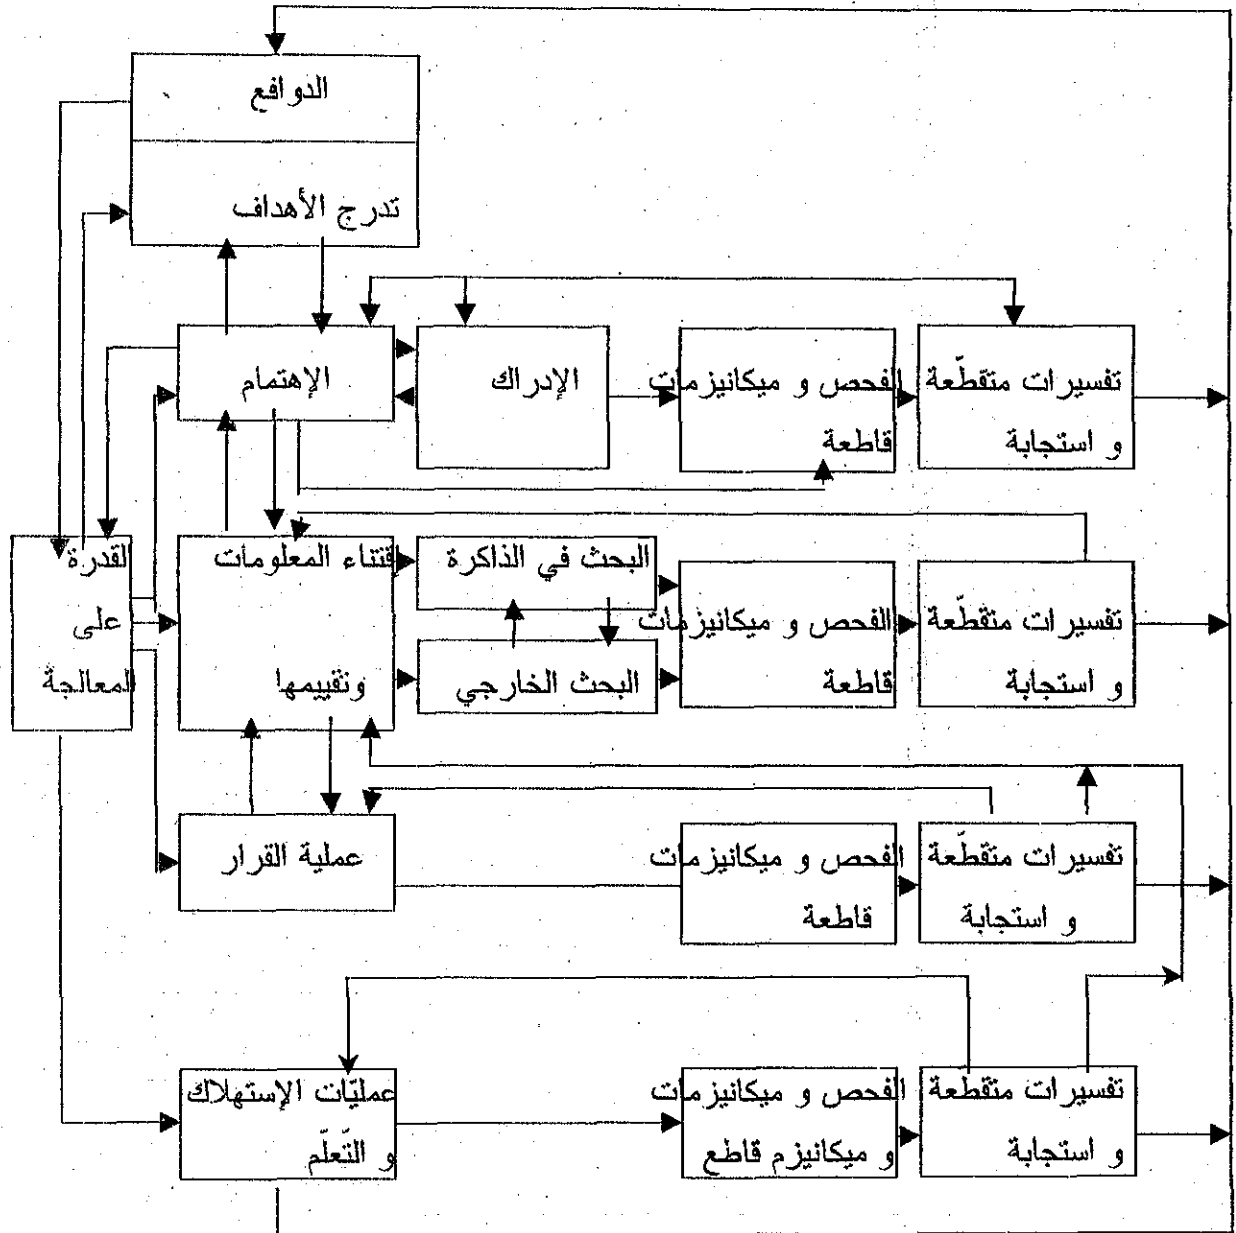 الدوافع
تدرج الأهداف
الإهتمام
الإدراك
الفحص و ميكانيزمات
قاطعة
تفسيرات متقطّعة
و استجابة
القدرة
على
المعالجة
إقتناء المعلومات
وتقييمها
البحث في الذاكرة
البحث الخارجي
الفحص و ميكانيزمات
قاطعة
تفسيرات متقطّعة
و استجابة
عملية القرار
الفحص و ميكانيزمات
قاطعة
تفسيرات متقطّعة
و استجابة
عمليّات الإستهلاك
و التّعلّم
الفحص و ميكانيزمات
و ميكانيزم قاطع
تفسيرات متقطّعة
و استجابة